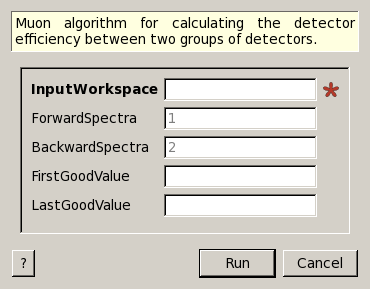 Muon algorithm for calculating the detector
efficiency between two groups of detectors.
InputWorkspace
ForwardSpectra 1
BackwardSpectra 2
FirstGoodValue
LastGoodValue
? Run Cancel